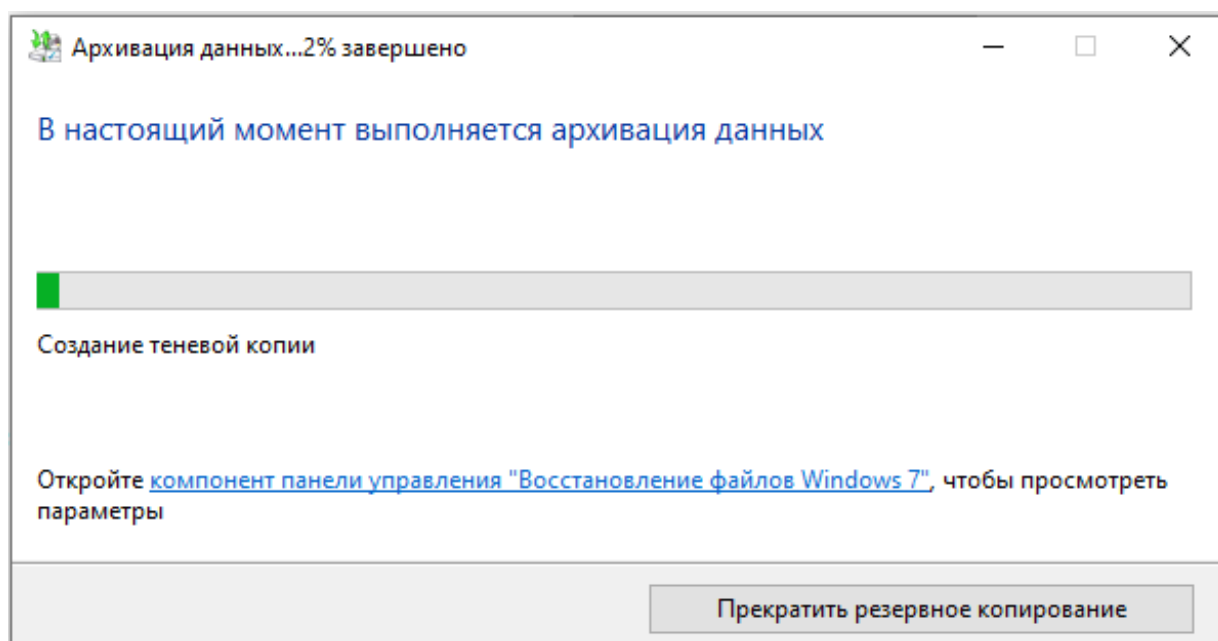 Архивация данных...2% завершено
В настоящий момент выполняется архивация данных
Создание теневой копии
Откройте компонент панели управления "Восстановление файлов Windows 7", чтобы просмотреть
параметры
Прекратить резервное копирование